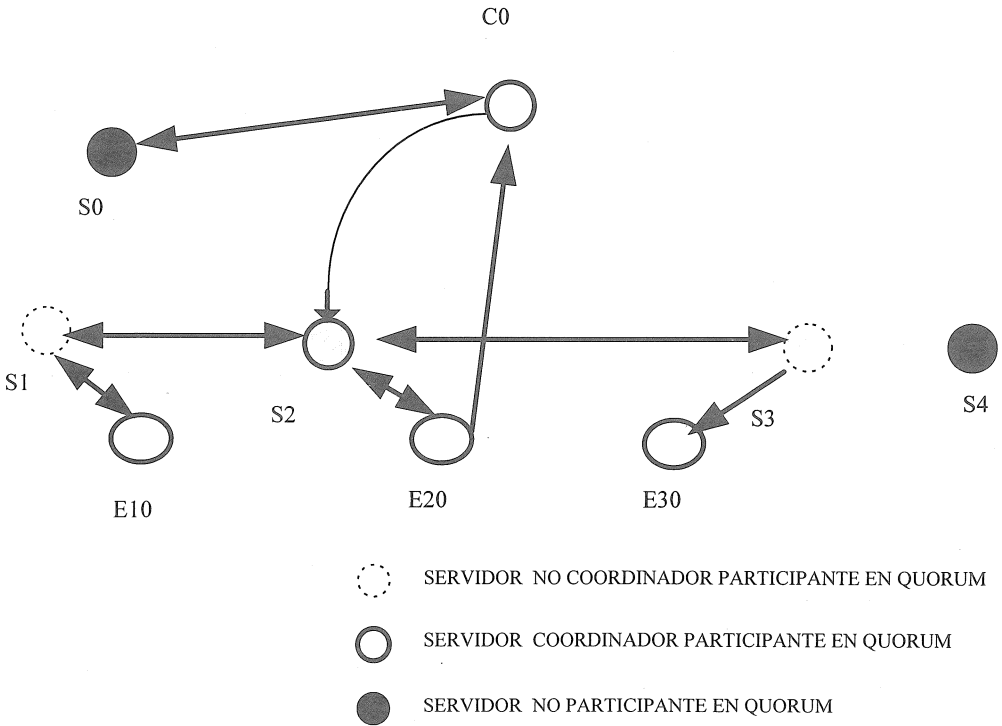 C0
S0
S1
S2
S3
S4
E10
E20
E30
SERVIDOR NO COORDINADOR PARTICIPANTE EN QUORUM
SERVIDOR COORDINADOR PARTICIPANTE EN QUORUM
SERVIDOR NO PARTICIPANTE EN QUORUM